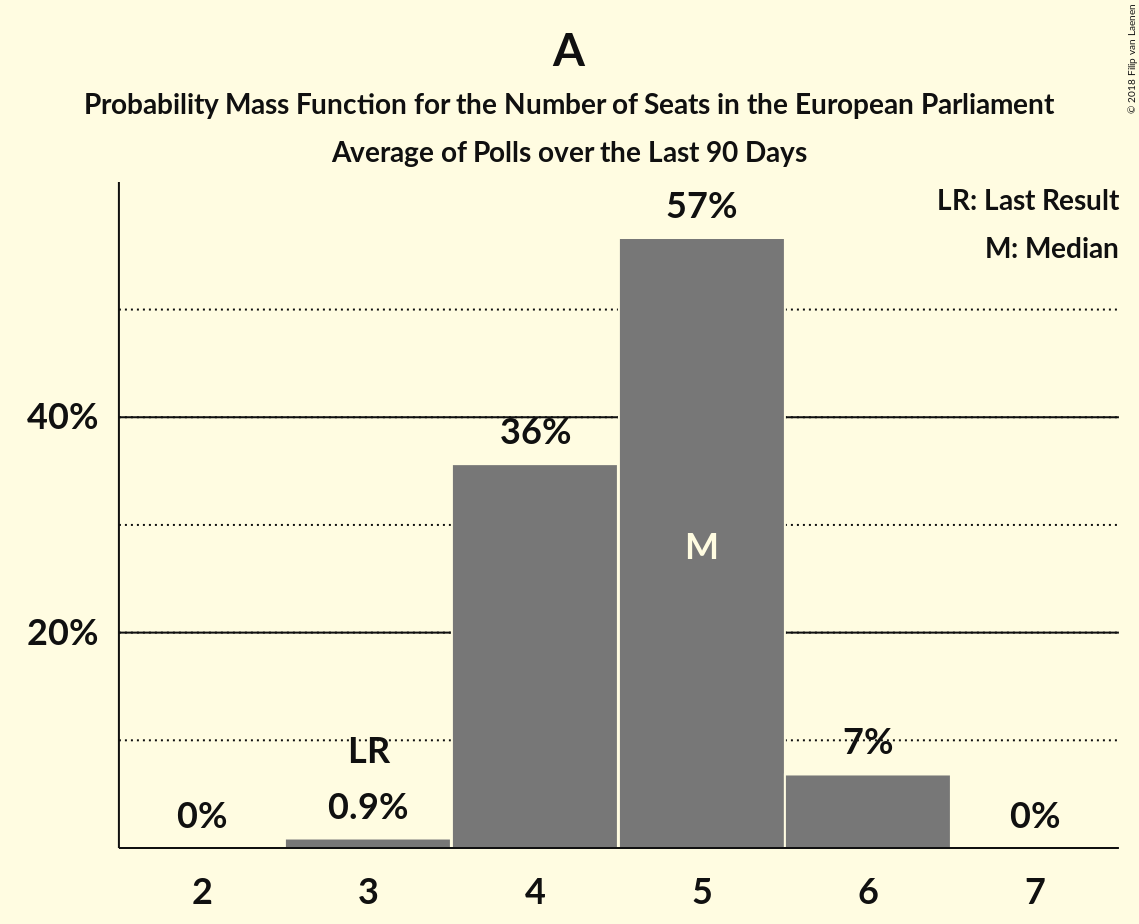 A
Probability Mass Function for the Number of Seats in the European Parliament
Average of Polls over the Last 90 Days
© 2018 Filip van Laenen
LR: Last Result
M: Median
57%
40%
36%
M
20%
LR
7%
0%
0.9%
0%
2 3 4 5 6 7